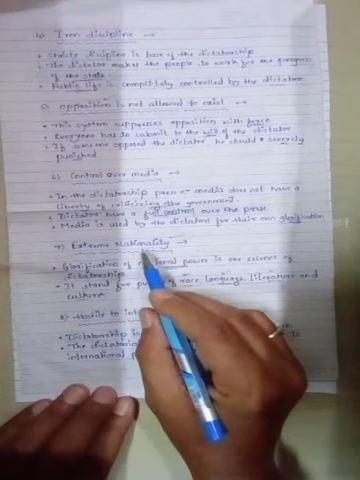 4) Iron discipline →
• Strict discipline is base of the dictatorship
• The dictator makes the people to work for the progress
of the state.
• Public life is completely controlled by the dictator.
5) Opposition is not allowed to exist →
• This system suppresses opposition with force
• Everyone has to submit to the will of the dictator
• If someone opposed the dictator he should severely
punished
6) Control over media →
• In the dictatorship press or media does not have a
liberty of criticizing the government.
• Dictator have a full control over the press
• Media is used by the dictators for their own glorification
7) Extreme Nationality →
• Glorification of national power is the essence of
dictatorship
• It stand for of race, language, literature and
culture
8) Hostile to
• Dictatorship is
• The dictator
international